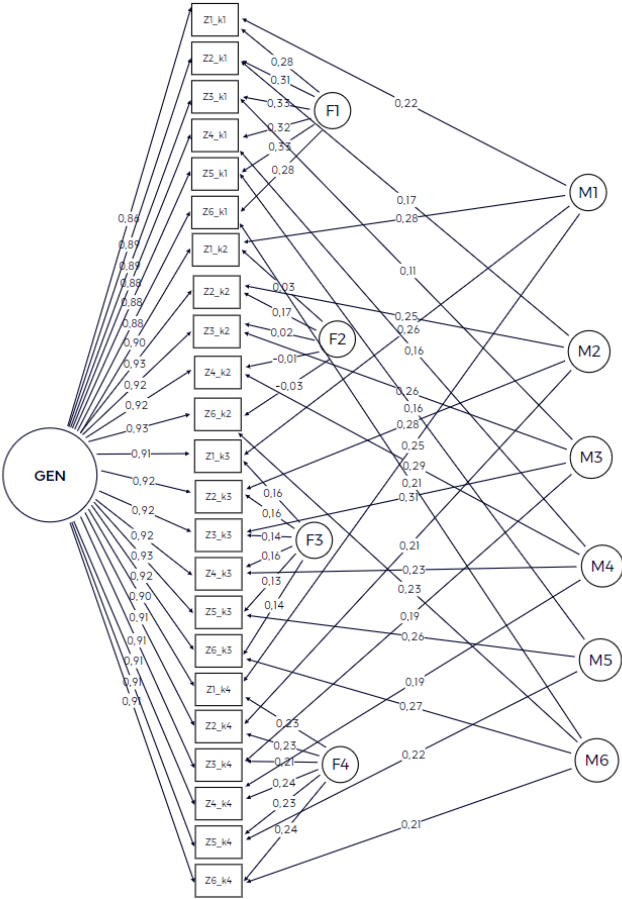 Z1_k1
Z2_k1
0,28
0,31
Z3_k1
0,33
F1
0,22
Z4_k1
0,32
0,33
Z5_k1
0,28
M1
0,17
Z6_k1
0,86
0,28
Z1_k2
0,89
0,89
0,11
0,88
0,03
Z2_k2
0,88
0,17
0,25
0,88
0,26
0,02
Z3_k2
F2
0,90
0,16
M2
-0,01
0,93
Z4_k2
0,92
-0,03
0,26
0,92
0,16
Z6_k2
0,28
0,93
0,25
0,91
Z1_k3
M3
0,29
GEN
0,92
0,21
Z2_k3
0,16
0,31
0,92
0,16
Z3_k3
0,14
F3
0,92
0,21
0,16
0,93
Z4_k3
0,23
M4
0,92
0,13
0,23
0,90
Z5_k3
0,14
0,19
0,91
0,26
0,91
Z6_k3
M5
0,91
0,19
0,91
Z1_k4
0,27
0,23
Z2_k4
0,23
0,22
0,21
Z3_k4
F4
M6
0,24
Z4_k4
0,23
0,21
0,24
Z5_k4
Z6_k4